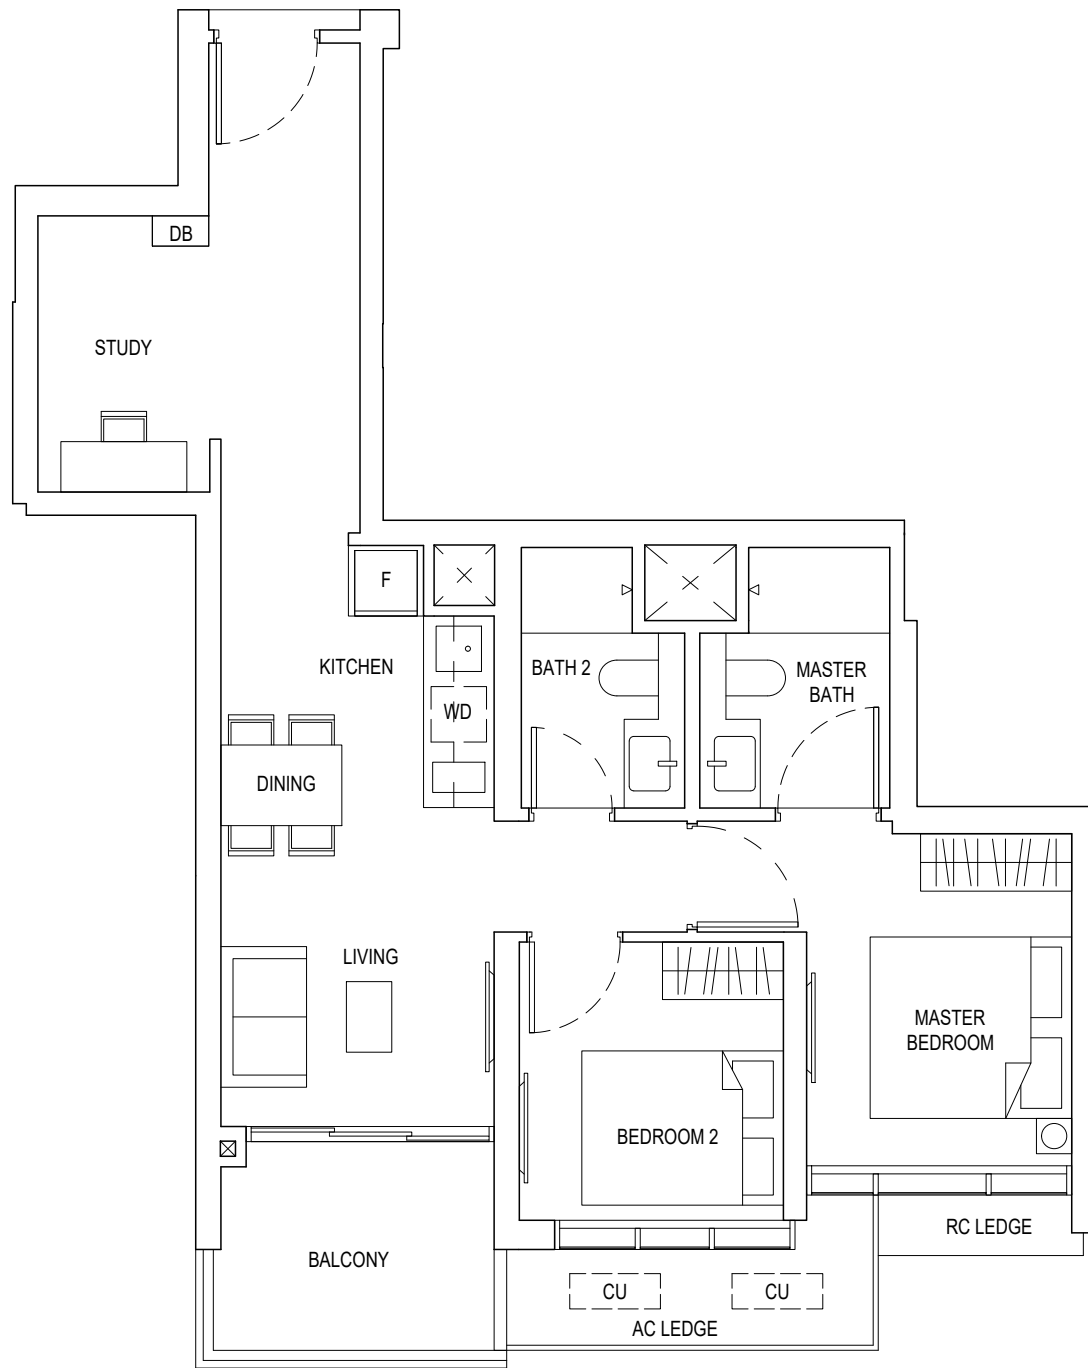 DB
STUDY
F
KITCHEN
BATH 2
MASTER
BATH
WD
DINING
LIVING
MASTER
BEDROOM
BEDROOM 2
RC LEDGE
BALCONY
CU
CU
AC LEDGE